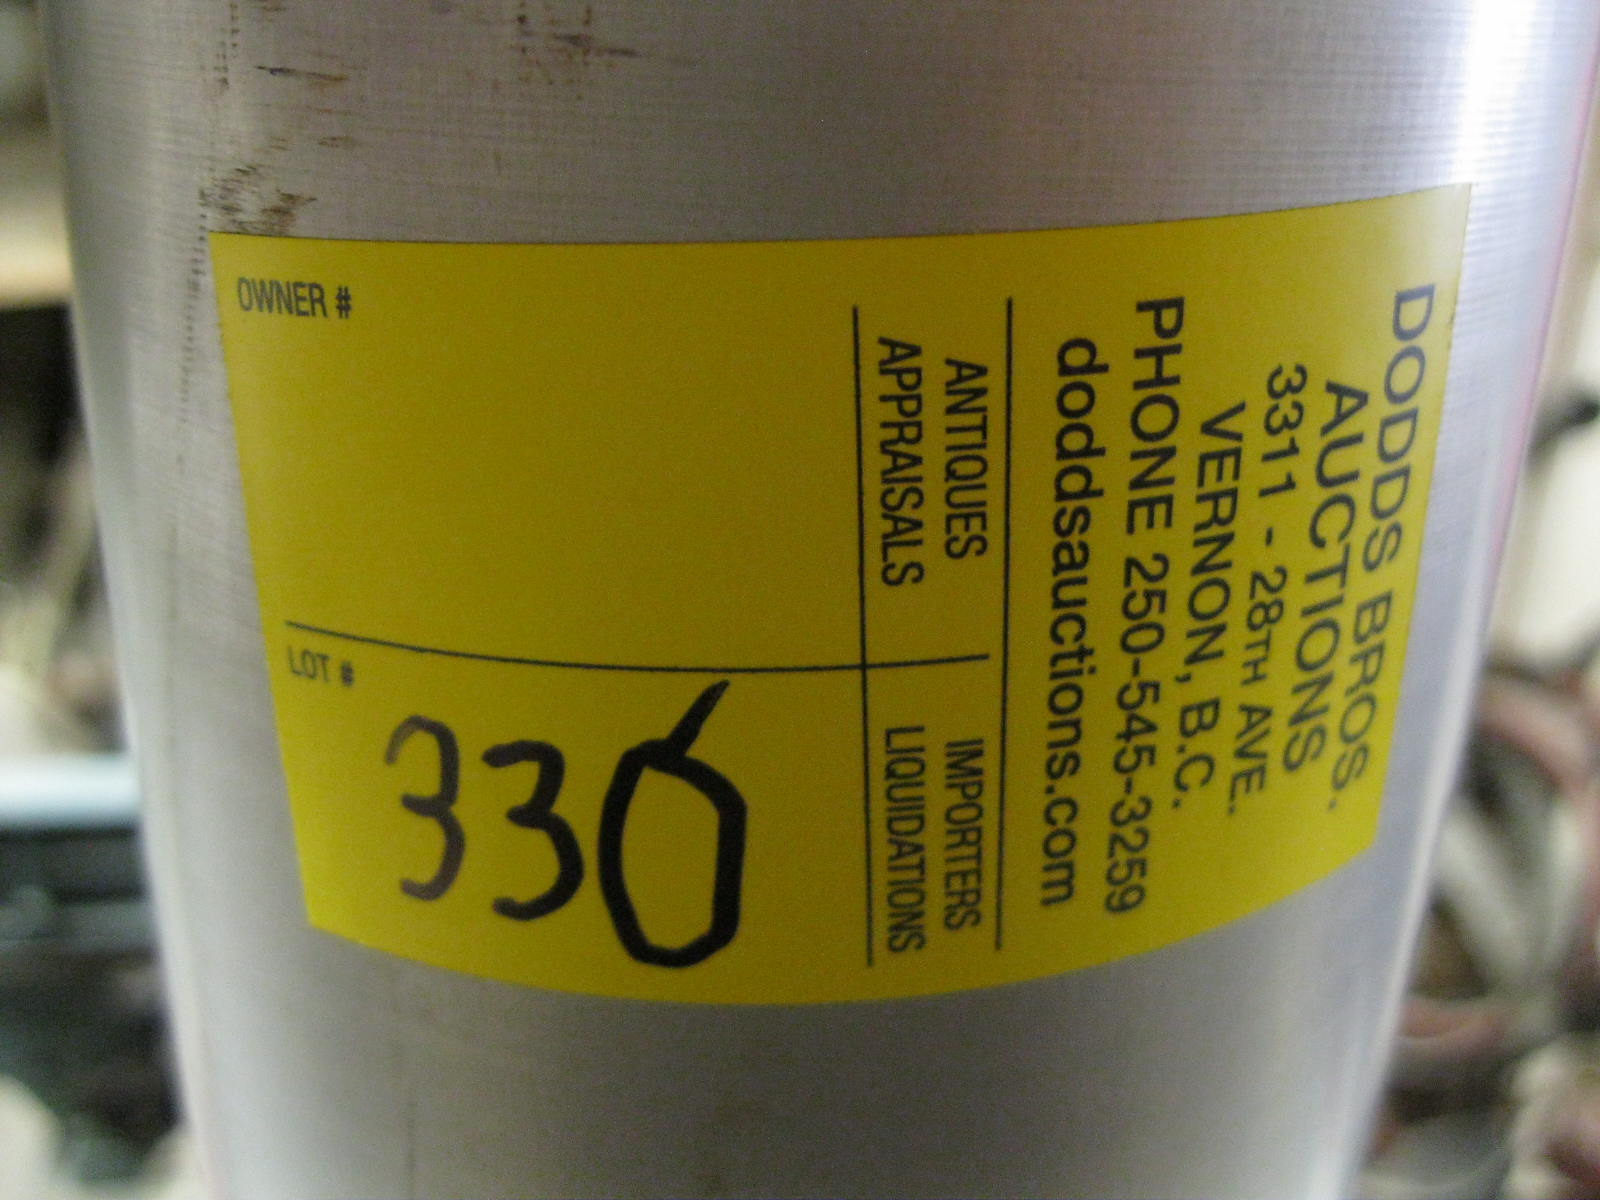 DODDS BROS.
AUCTIONS
3311 - 28TH AVE.
VERNON, B.C.
PHONE 250-545-3259
doddsauctions.com
ANTIQUES IMPORTERS
APPRAISALS LIQUIDATIONS
OWNER #
LOT #
336